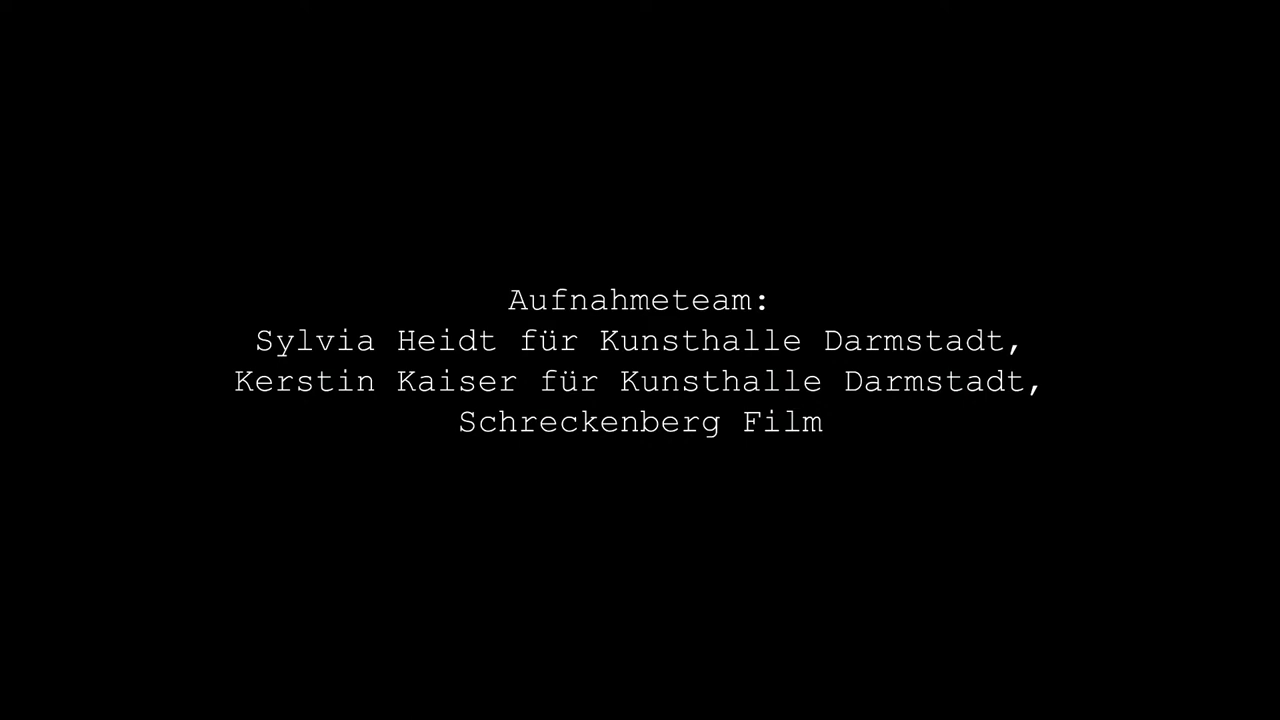 Aufnahmeteam:
Sylvia Heidt für Kunsthalle Darmstadt,
Kerstin Kaiser für Kunsthalle Darmstadt,
Schreckenberg Film